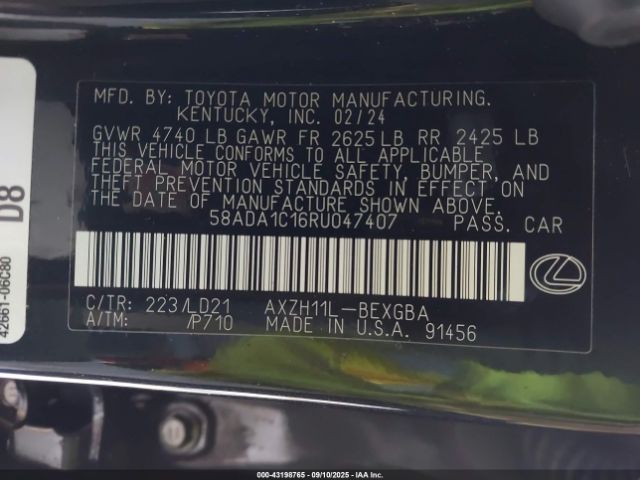 MFD. BY: TOYOTA MOTOR MANUFACTURING.
KENTUCKY, INC. 02/24
GVWR 4740 LB GAWR FR 2625 LB RR 2425 LB
THIS VEHICLE CONFORMS TO ALL APPLICABLE
FEDERAL MOTOR VEHICLE SAFETY, BUMPER, AND
THEFT PREVENTION STANDARDS IN EFFECT ON
THE DATE OF MANUFACTURE SHOWN ABOVE.
58ADA1C16RU047407 PASS. CAR
C/TR: 223/LD21 AXZH11L-BEXGBA
A/TM: /P710 MADE IN U.S.A. 91456
D8
42661-06C80
000-43198765 - 09/10/2025 - IAA Inc.